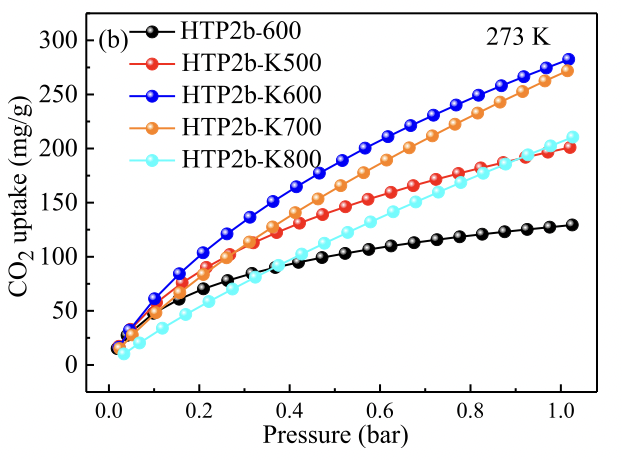 (b)
HTP2b-600
HTP2b-K500
HTP2b-K600
HTP2b-K700
HTP2b-K800
273 K
CO₂ uptake (mg/g)
300
250
200
150
100
50
0
0.0 0.2 0.4 0.6 0.8 1.0
Pressure (bar)